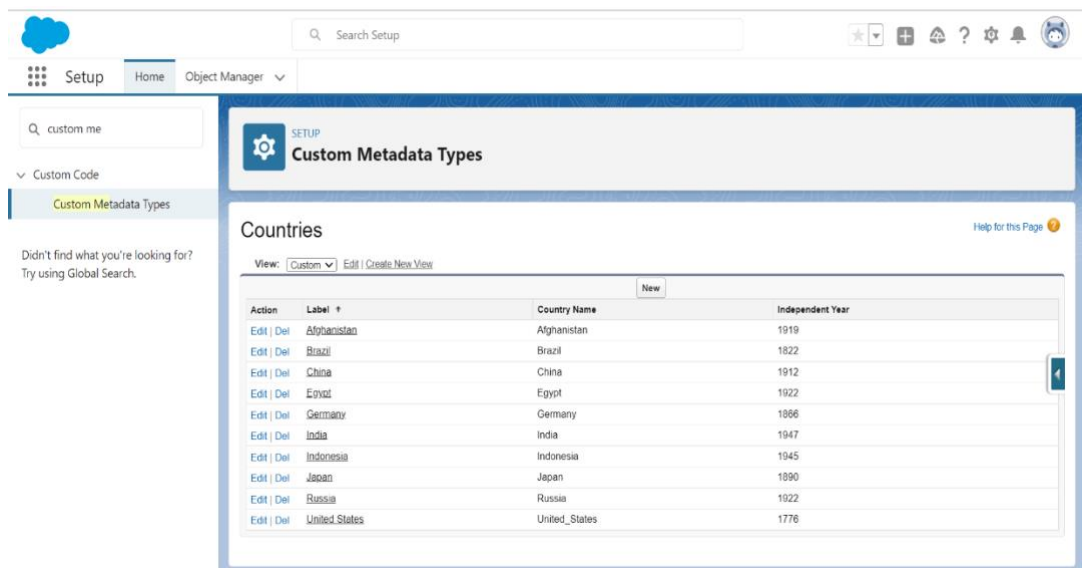 Search Setup
Setup Home Object Manager
custom me
Custom Code
Custom Metadata Types
Didn't find what you're looking for?
Try using Global Search.
SETUP
Custom Metadata Types
Countries
Help for this Page
View: Custom Edit | Create New View
New
Action Label Country Name Independent Year
Edit | Del Afghanistan Afghanistan 1919
Edit | Del Brazil Brazil 1822
Edit | Del China China 1912
Edit | Del Egypt Egypt 1922
Edit | Del Germany Germany 1866
Edit | Del India India 1947
Edit | Del Indonesia Indonesia 1945
Edit | Del Japan Japan 1890
Edit | Del Russia Russia 1922
Edit | Del United States United_States 1776